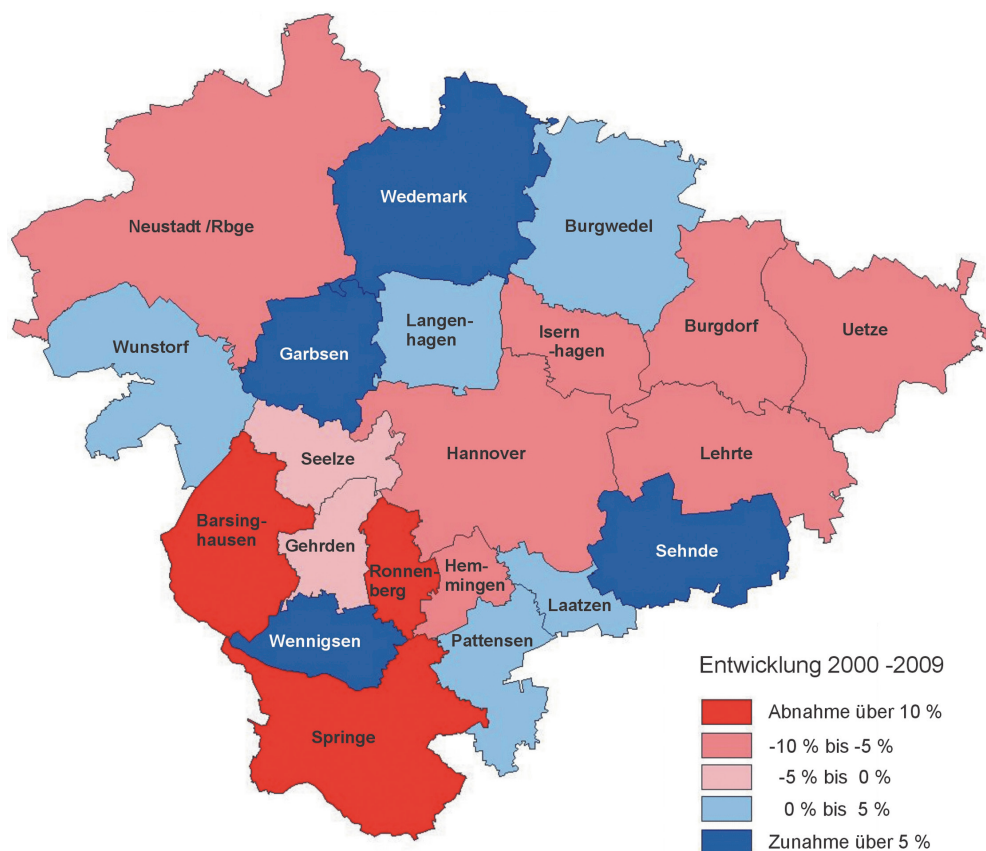 Wedemark
Neustadt /Rbge
Burgwedel
Langen-
hagen
Isern
-hagen
Burgdorf
Uetze
Wunstorf
Garbsen
Seelze
Hannover
Lehrte
Barsing-
hausen
Gehrden
Ronnen-
berg
Hem-
mingen
Sehnde
Laatzen
Wennigsen
Pattensen
Springe
Entwicklung 2000 -2009
Abnahme über 10 %
-10 % bis -5 %
-5 % bis 0 %
0 % bis 5 %
Zunahme über 5 %